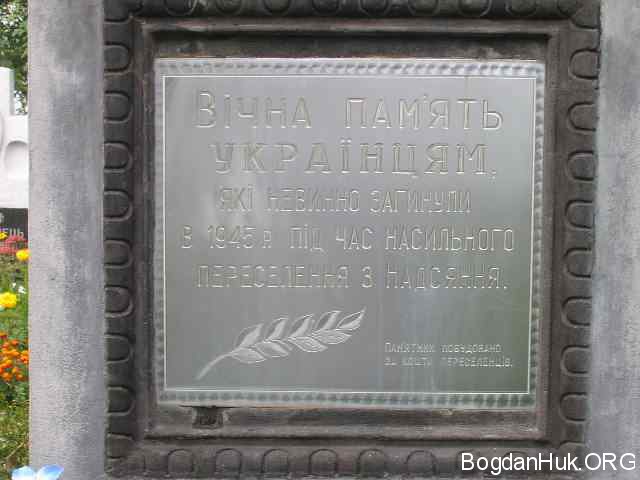 Вічна пам'ять
українцям,
які невинно загинули
в 1945 р. під час насильного
переселення з Надсяння.
Пам'ятник побудовано
за кошти переселенців.
BogdanHuk.ORG